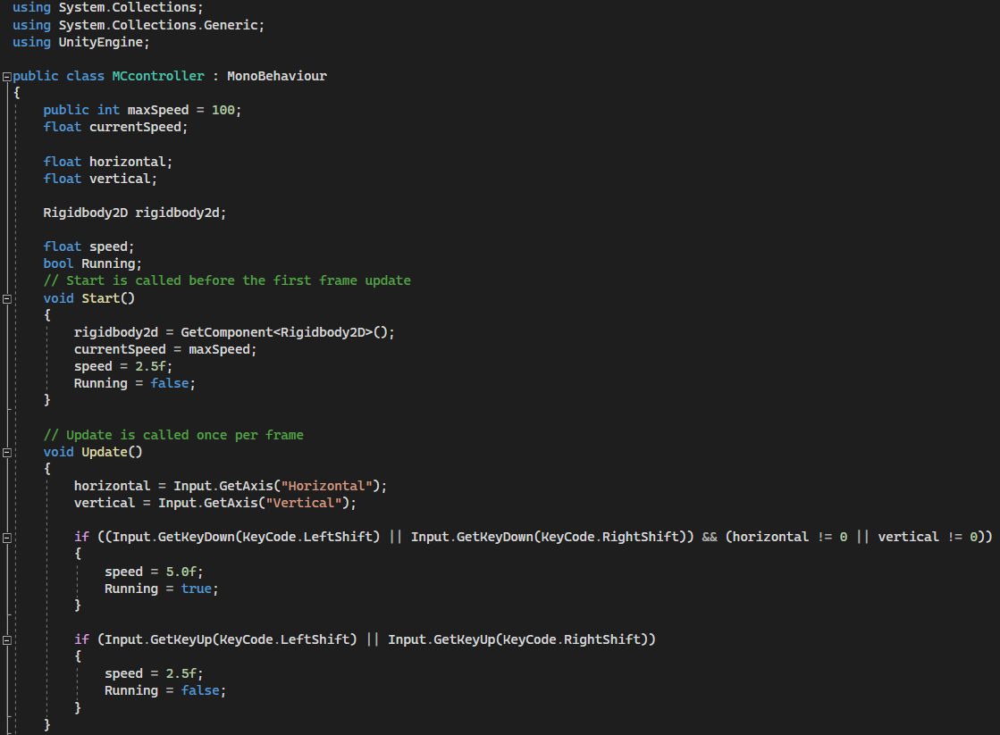 using System.Collections;
using System.Collections.Generic;
using UnityEngine;
public class MCcontroller : MonoBehaviour
{
public int maxSpeed = 100;
float currentSpeed;
float horizontal;
float vertical;
Rigidbody2D rigidbody2d;
float speed;
bool Running;
// Start is called before the first frame update
void Start()
{
rigidbody2d = GetComponent<Rigidbody2D>();
currentSpeed = maxSpeed;
speed = 2.5f;
Running = false;
}
// Update is called once per frame
void Update()
{
horizontal = Input.GetAxis("Horizontal");
vertical = Input.GetAxis("Vertical");
if ((Input.GetKeyDown(KeyCode.LeftShift) || Input.GetKeyDown(KeyCode.RightShift)) && (horizontal != 0 || vertical != 0))
{
speed = 5.0f;
Running = true;
}
if (Input.GetKeyUp(KeyCode.LeftShift) || Input.GetKeyUp(KeyCode.RightShift))
{
speed = 2.5f;
Running = false;
}
}